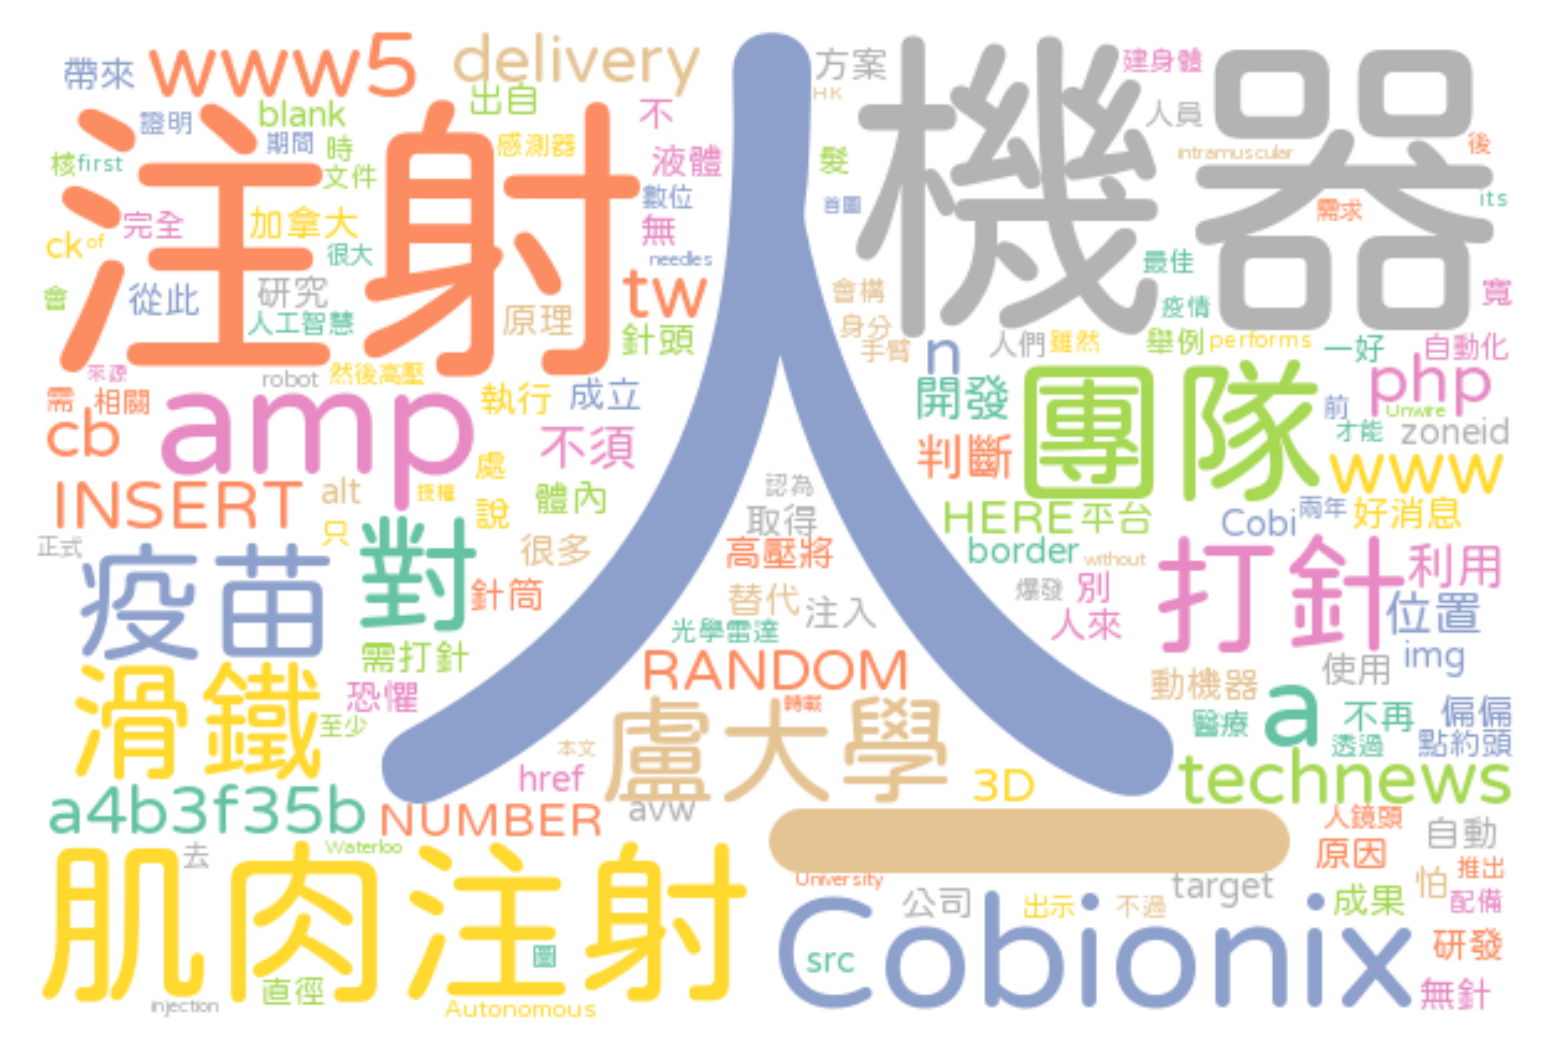 帶來 www5 delivery 方案 機器 建身體
注射 blank 出自 不 HK 人員
證明 期間 時 感測器 液體 髮 intramuscular 後
核 first 文件 數位 首圖 需求 its
完全 加拿大 無
ck of 很大 needles 最佳
會 從此 研究 原理 tw 會構 疫情 寬
人工智慧 針頭 身分 舉例 performs
來源 robot 然後高壓 手臂 n 人們 雖然 一好 自動化
需 相關 amp 執行 成立 人 開發 團隊 php
cb 不須 判斷 前 Unwire
處 才能 zoneid
INSERT alt 授權 體內 認為 www
只 說 取得 HERE 平台 Cobi 兩年 好消息
正式 對 很多 高壓將 border without 打針 利用
疫苗 針筒 替代 注入 爆發 別 位置
需打針 光學雷達 人來 img
滑鐵 恐懼 RANDOM 動機器 使用
至少 轉載 a 不再 偏偏
盧大學 醫療 透過 點約頭
本文 href 3D technews
a4b3f35b NUMBER avw 一 人鏡頭 自動
去 Waterloo 原因
肌肉注射 University target 怕 推出
公司 出示 不過 成果 配備
圖 src Cobionix 研發
直徑 無針
injection Autonomous